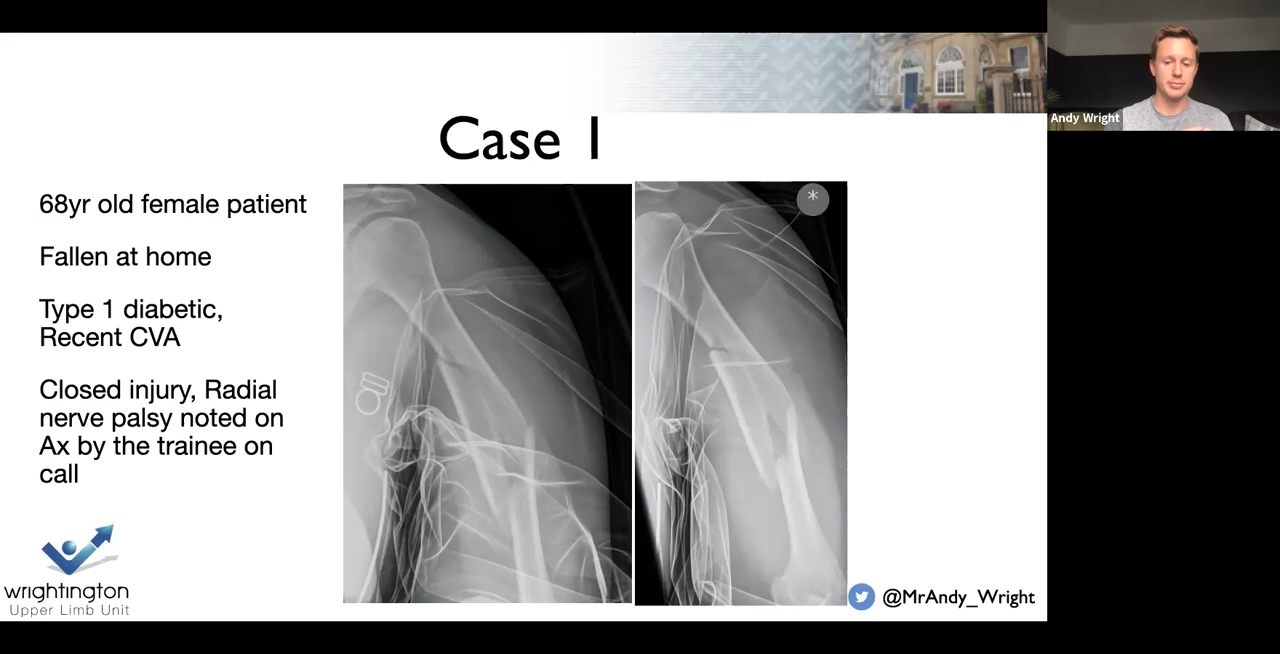 Andy Wright
Case 1
68yr old female patient
Fallen at home
Type 1 diabetic,
Recent CVA
Closed injury, Radial
nerve palsy noted on
Ax by the trainee on
call
wrightington
Upper Limb Unit
*
@MrAndy_Wright